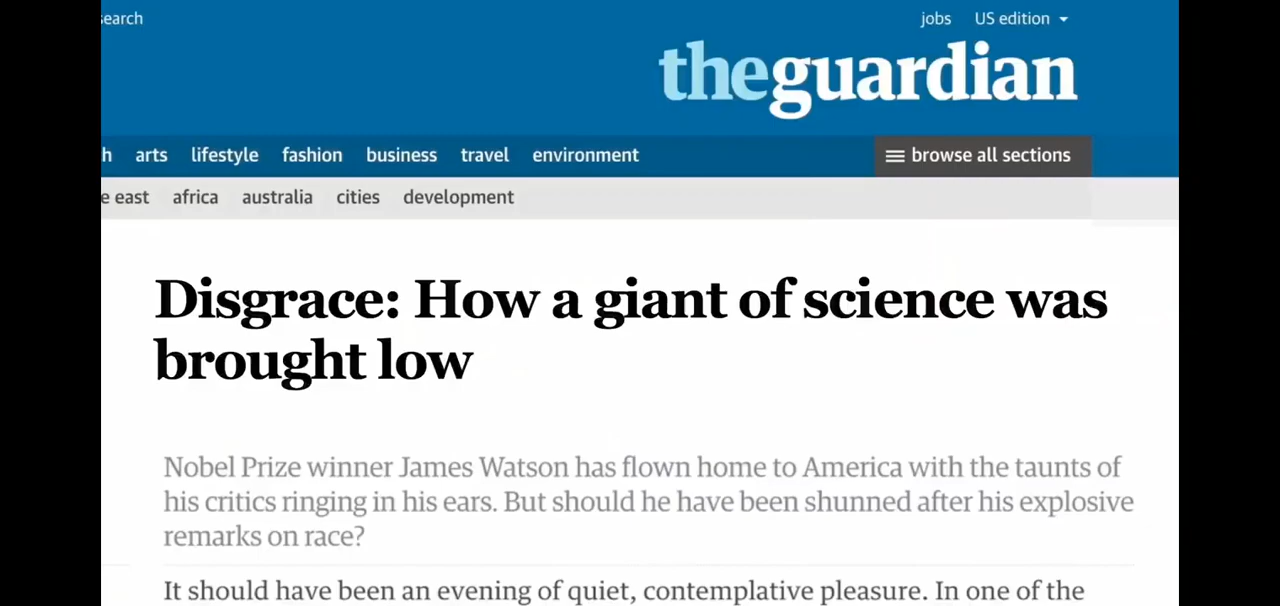 search
jobs US edition
theguardian
h arts lifestyle fashion business travel environment browse all sections
e east africa australia cities development
Disgrace: How a giant of science was
brought low
Nobel Prize winner James Watson has flown home to America with the taunts of
his critics ringing in his ears. But should he have been shunned after his explosive
remarks on race?
It should have been an evening of quiet, contemplative pleasure. In one of the